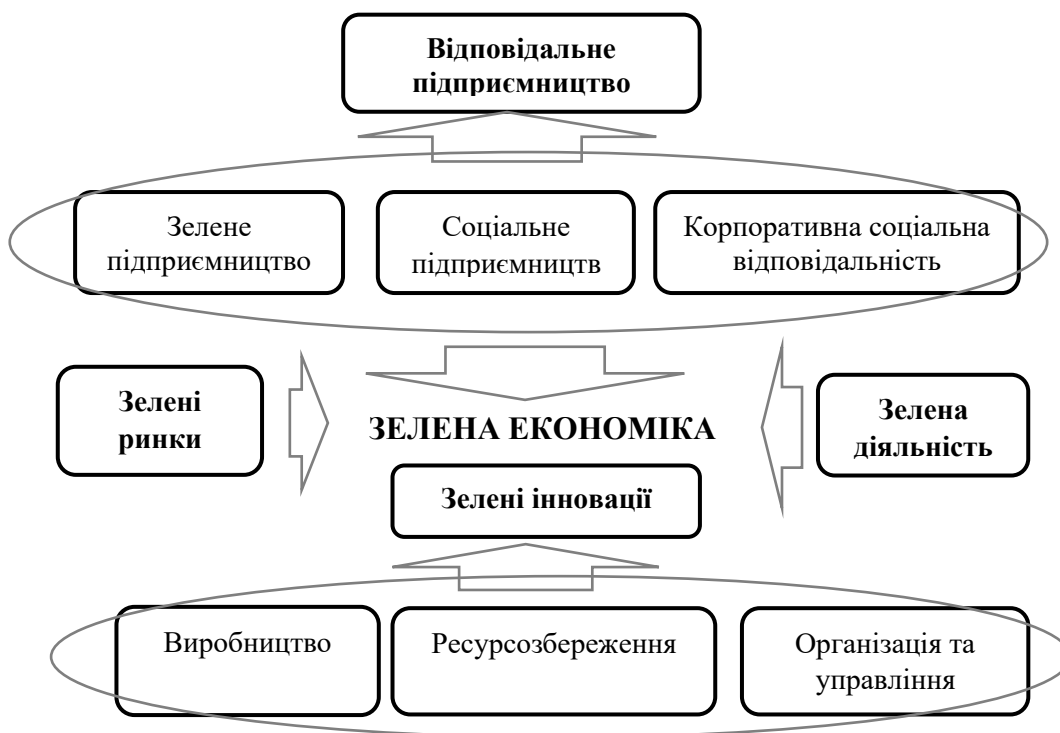 Відповідальне
підприємництво
Зелене
підприємництво
Соціальне
підприємництв
Корпоративна соціальна
відповідальність
Зелені
ринки
ЗЕЛЕНА ЕКОНОМІКА
Зелена
діяльність
Зелені інновації
Виробництво
Ресурсозбереження
Організація та
управління